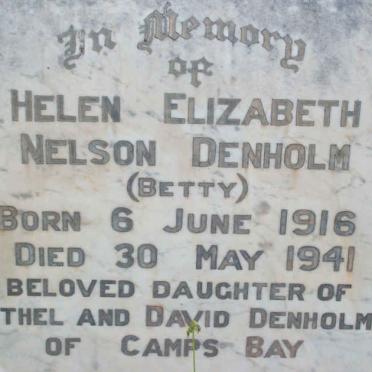 In Memory
of
HELEN ELIZABETH
NELSON DENHOLM
(BETTY)
BORN 6 JUNE 1916
DIED 30 MAY 1941
BELOVED DAUGHTER OF
THEL AND DAVID DENHOLM
OF CAMPS BAY